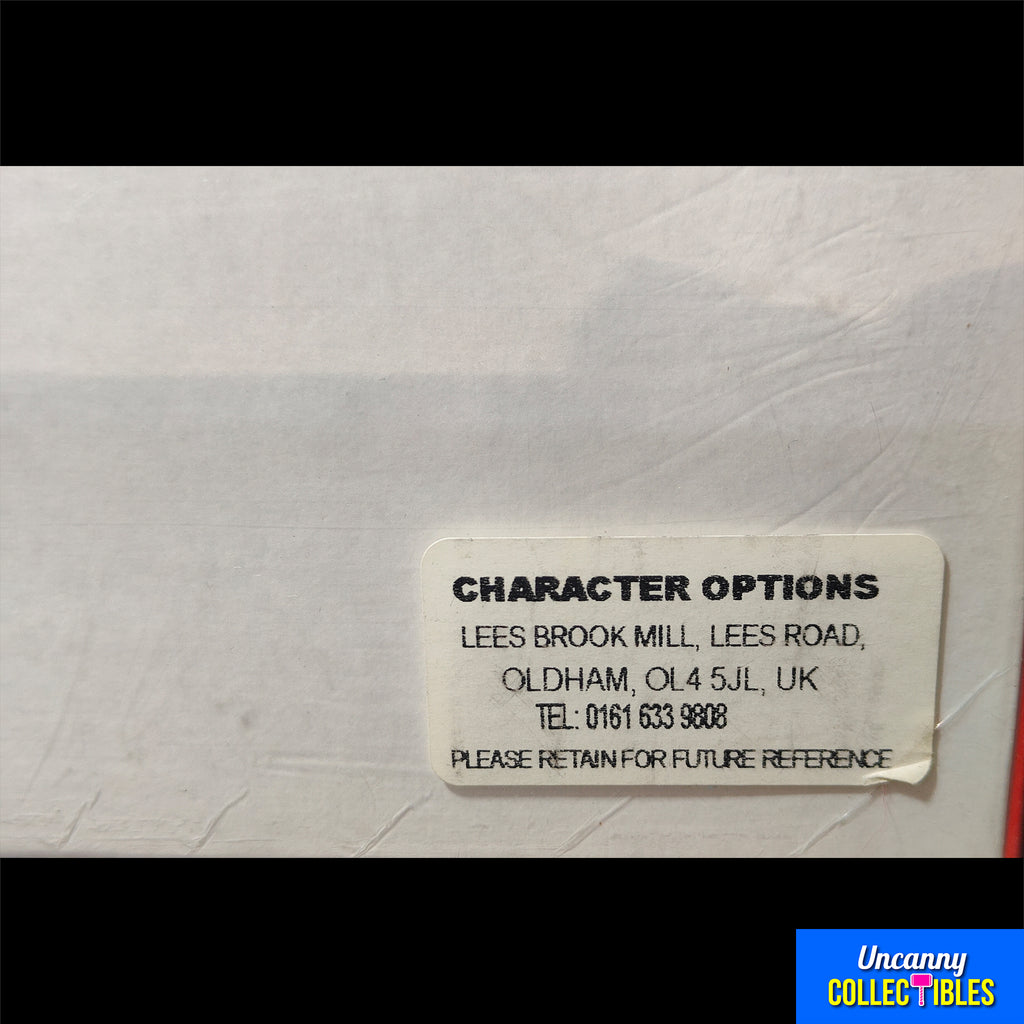 CHARACTER OPTIONS
LEES BROOK MILL, LEES ROAD,
OLDHAM, OL4 5JL, UK
TEL: 0161 633 9808
PLEASE RETAIN FOR FUTURE REFERENCE
Uncanny
COLLECTIBLES